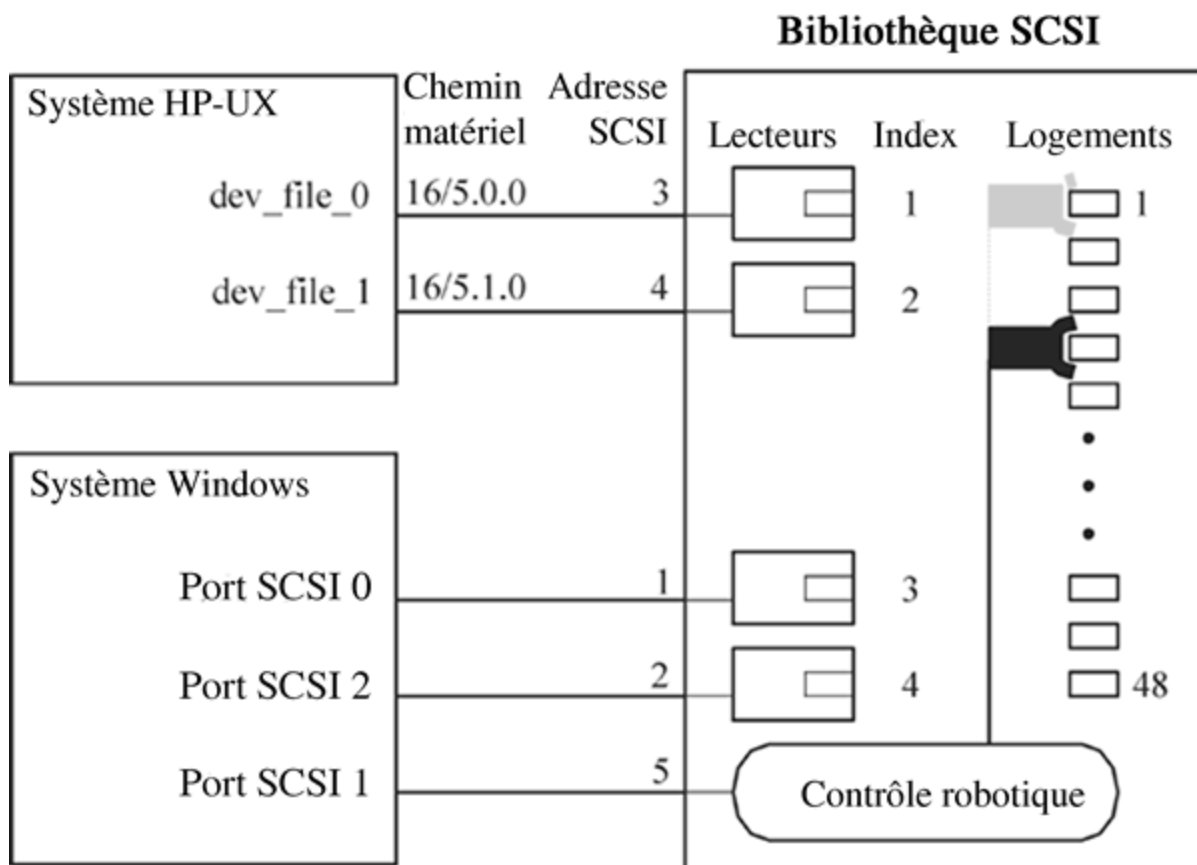 Bibliothèque SCSI
Système HP-UX
Chemin matériel
Adresse SCSI
Lecteurs Index Logements
dev_file_0 16/5.0.0 3 1 1
dev_file_1 16/5.1.0 4 2
Système Windows
Port SCSI 0 1 3
Port SCSI 2 2 4 48
Port SCSI 1 5 Contrôle robotique